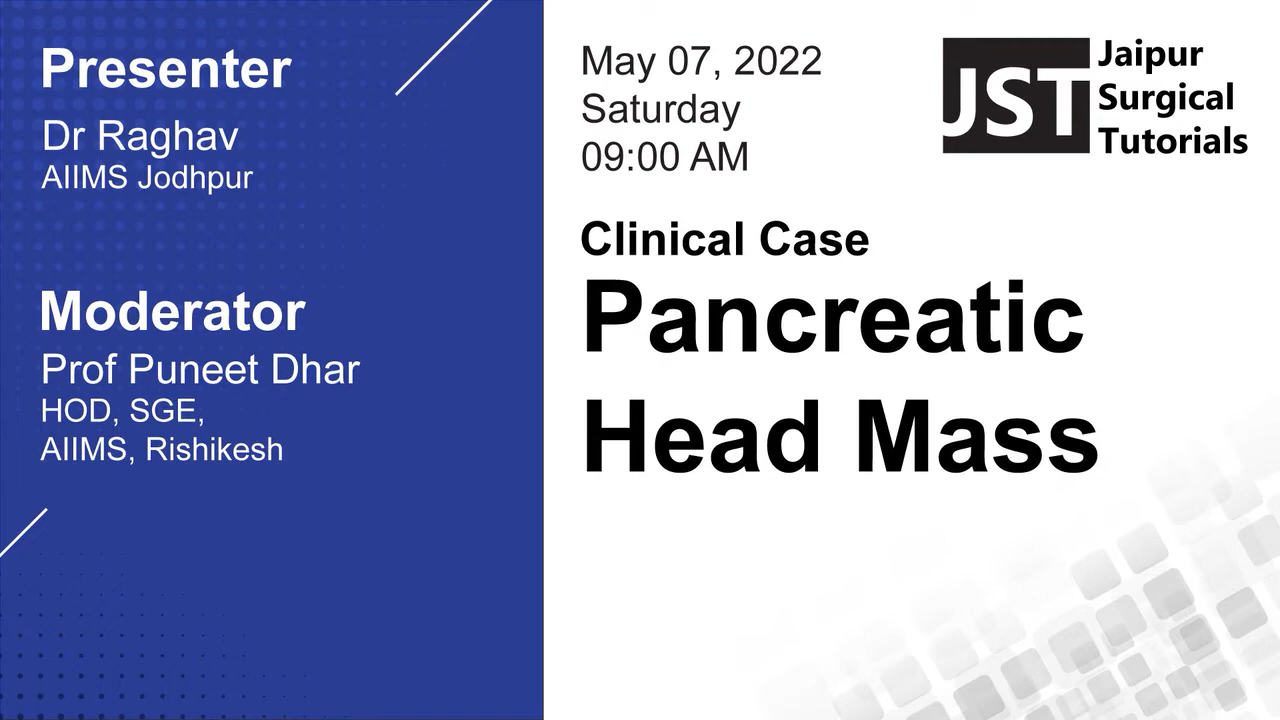 Presenter
Dr Raghav
AIIMS Jodhpur
Moderator
Prof Puneet Dhar
HOD, SGE,
AIIMS, Rishikesh
May 07, 2022
Saturday
09:00 AM
JST
Jaipur
Surgical
Tutorials
Clinical Case
Pancreatic
Head Mass